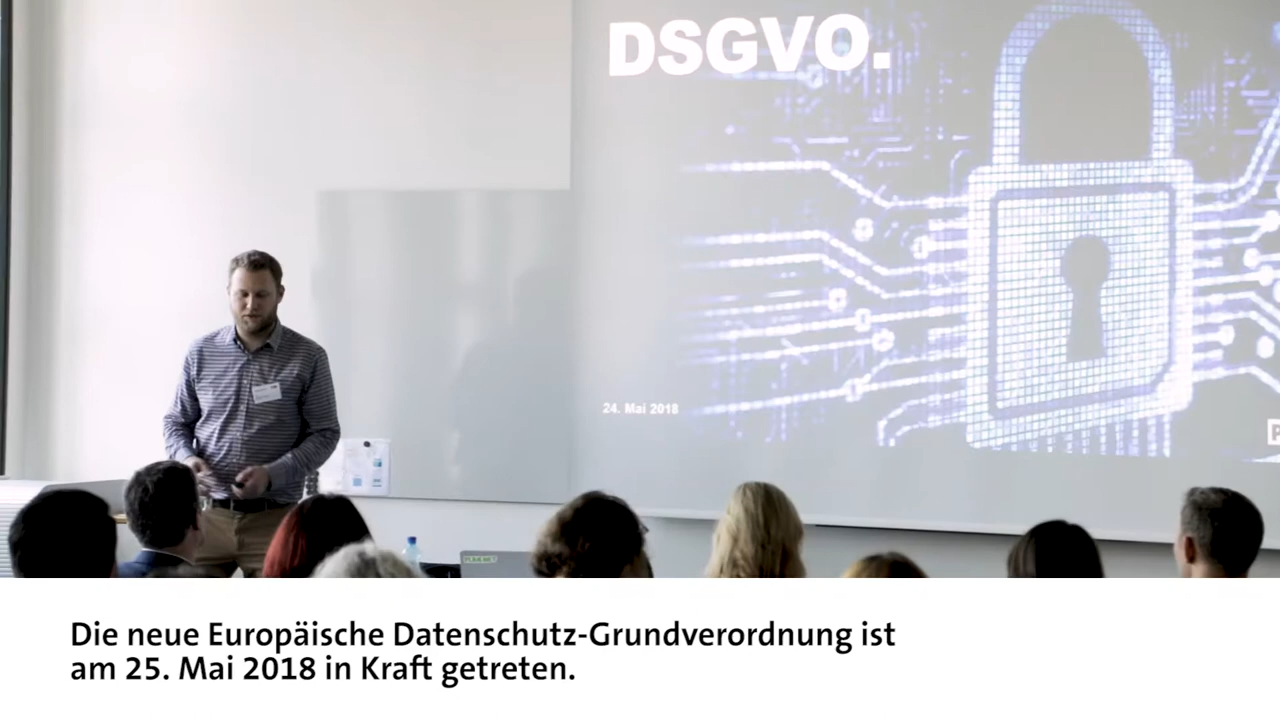 DSGVO.
24. Mai 2018
Die neue Europäische Datenschutz-Grundverordnung ist
am 25. Mai 2018 in Kraft getreten.